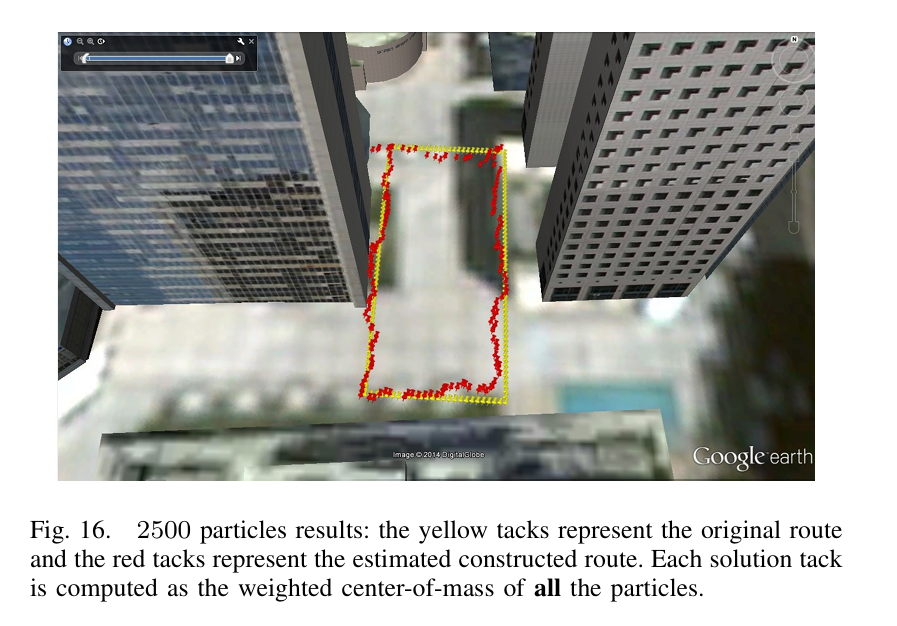 N
Image © 2014 DigitalGlobe
Google earth
Fig. 16. 2500 particles results: the yellow tacks represent the original route
and the red tacks represent the estimated constructed route. Each solution tack
is computed as the weighted center-of-mass of all the particles.